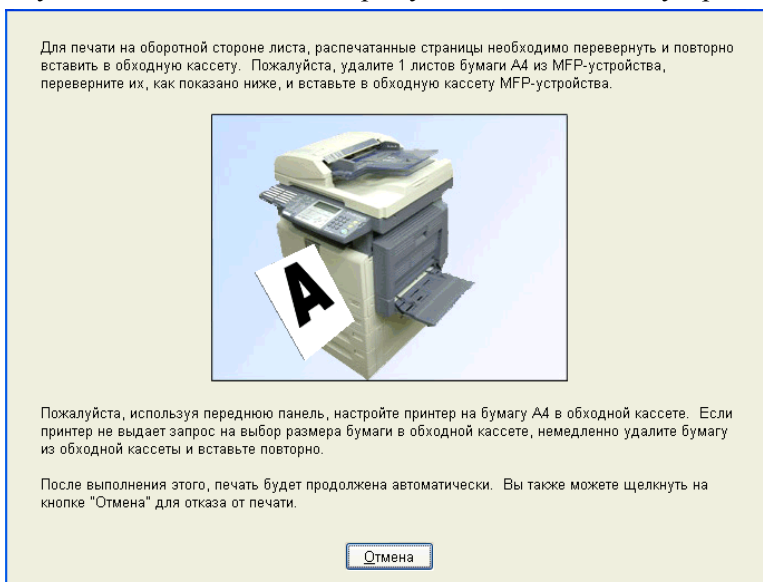 Для печати на оборотной стороне листа, распечатанные страницы необходимо перевернуть и повторно
вставить в обходную кассету.  Пожалуйста, удалите 1 листов бумаги A4 из MFP-устройства,
переверните их, как показано ниже, и вставьте в обходную кассету MFP-устройства.
A
Пожалуйста, используя переднюю панель, настройте принтер на бумагу A4 в обходной кассете.  Если
принтер не выдает запрос на выбор размера бумаги в обходной кассете, немедленно удалите бумагу
из обходной кассеты и вставьте повторно.
После выполнения этого, печать будет продолжена автоматически.  Вы также можете щелкнуть на
кнопке "Отмена" для отказа от печати.
Отмена